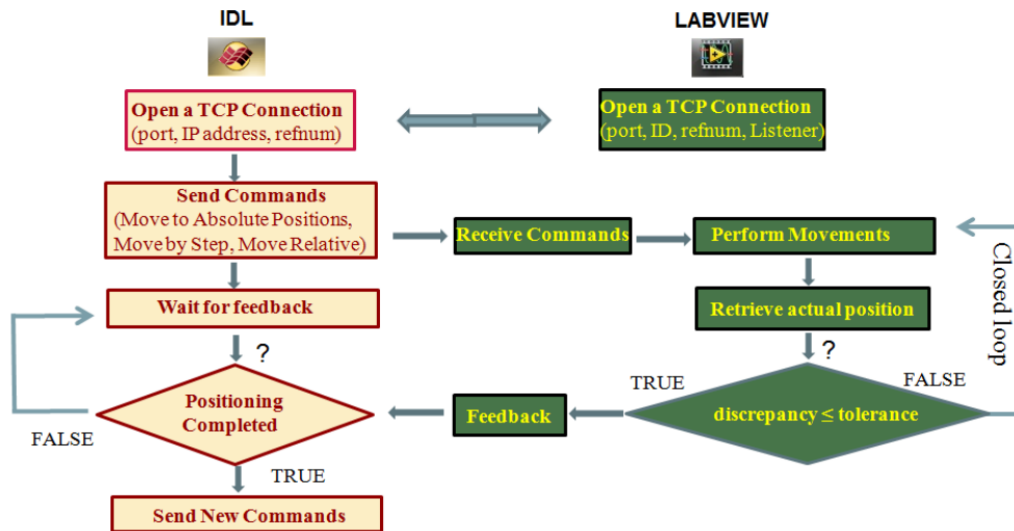 IDL
LABVIEW
Open a TCP Connection
(port, IP address, refnum)
Open a TCP Connection
(port, ID, refnum, Listener)
Send Commands
(Move to Absolute Positions,
Move by Step, Move Relative)
Receive Commands
Perform Movements
Closed loop
Wait for feedback
Retrieve actual position
?
?
Positioning
Completed
FALSE
TRUE
Feedback
TRUE
discrepancy ≤ tolerance
FALSE
Send New Commands